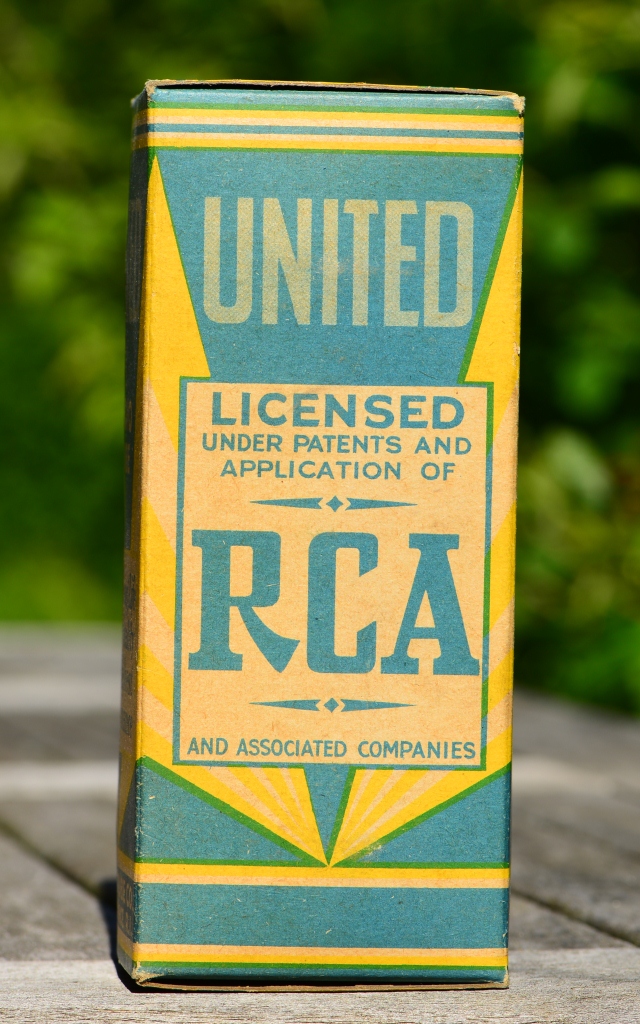 UNITED
LICENSED
UNDER PATENTS AND
APPLICATION OF
RCA
AND ASSOCIATED COMPANIES